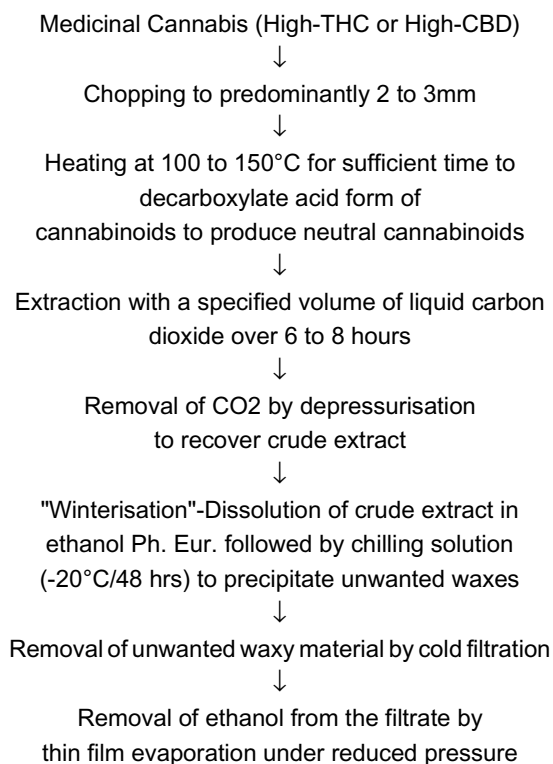 Medicinal Cannabis (High-THC or High-CBD)
↓
Chopping to predominantly 2 to 3mm
↓
Heating at 100 to 150°C for sufficient time to
decarboxylate acid form of
cannabinoids to produce neutral cannabinoids
↓
Extraction with a specified volume of liquid carbon
dioxide over 6 to 8 hours
↓
Removal of CO2 by depressurisation
to recover crude extract
↓
"Winterisation"-Dissolution of crude extract in
ethanol Ph. Eur. followed by chilling solution
(-20°C/48 hrs) to precipitate unwanted waxes
↓
Removal of unwanted waxy material by cold filtration
↓
Removal of ethanol from the filtrate by
thin film evaporation under reduced pressure